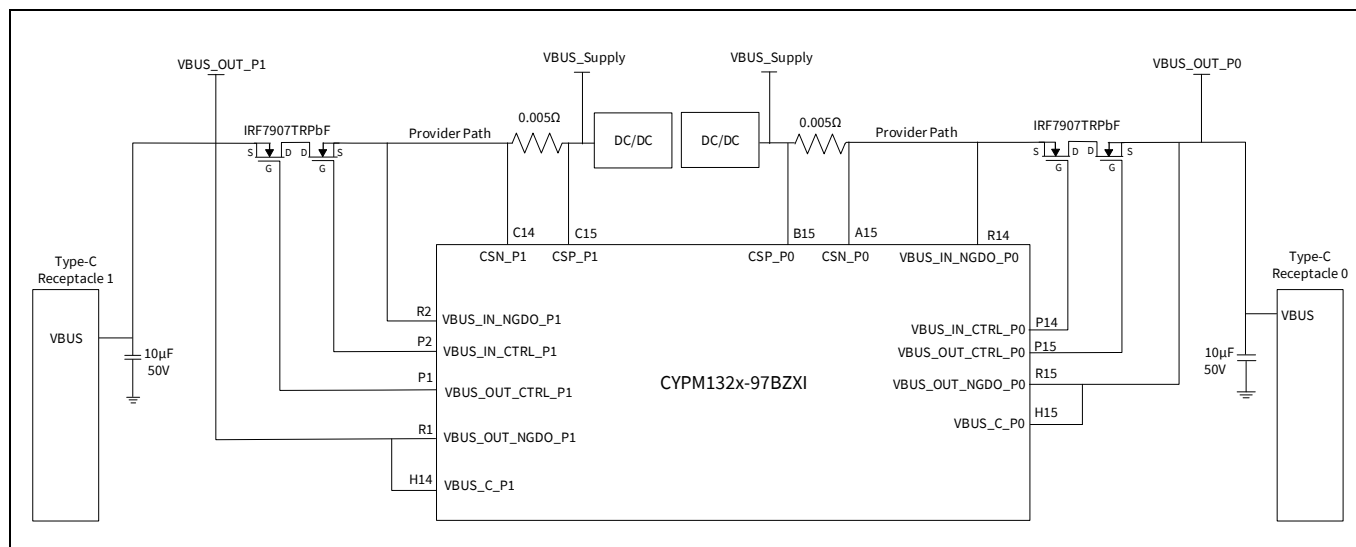 VBUS_OUT_P1
VBUS_Supply
VBUS_Supply
VBUS_OUT_P0
IRF7907TRPbF
Provider Path
0.005Ω
DC/DC
DC/DC
0.005Ω
Provider Path
IRF7907TRPbF
S
D
D
S
G
G
S
D
D
S
G
G
C14
C15
B15
A15
R14
CSN_P1
CSP_P1
CSP_P0
CSN_P0
VBUS_IN_NGDO_P0
Type-C
Receptacle 1
VBUS
10µF
50V
R2
VBUS_IN_NGDO_P1
P2
VBUS_IN_CTRL_P1
P1
VBUS_OUT_CTRL_P1
R1
VBUS_OUT_NGDO_P1
H14
VBUS_C_P1
CYPM132x-97BZXI
VBUS_IN_CTRL_P0
P14
VBUS_OUT_CTRL_P0
P15
VBUS_OUT_NGDO_P0
R15
VBUS_C_P0
H15
Type-C
Receptacle 0
VBUS
10µF
50V